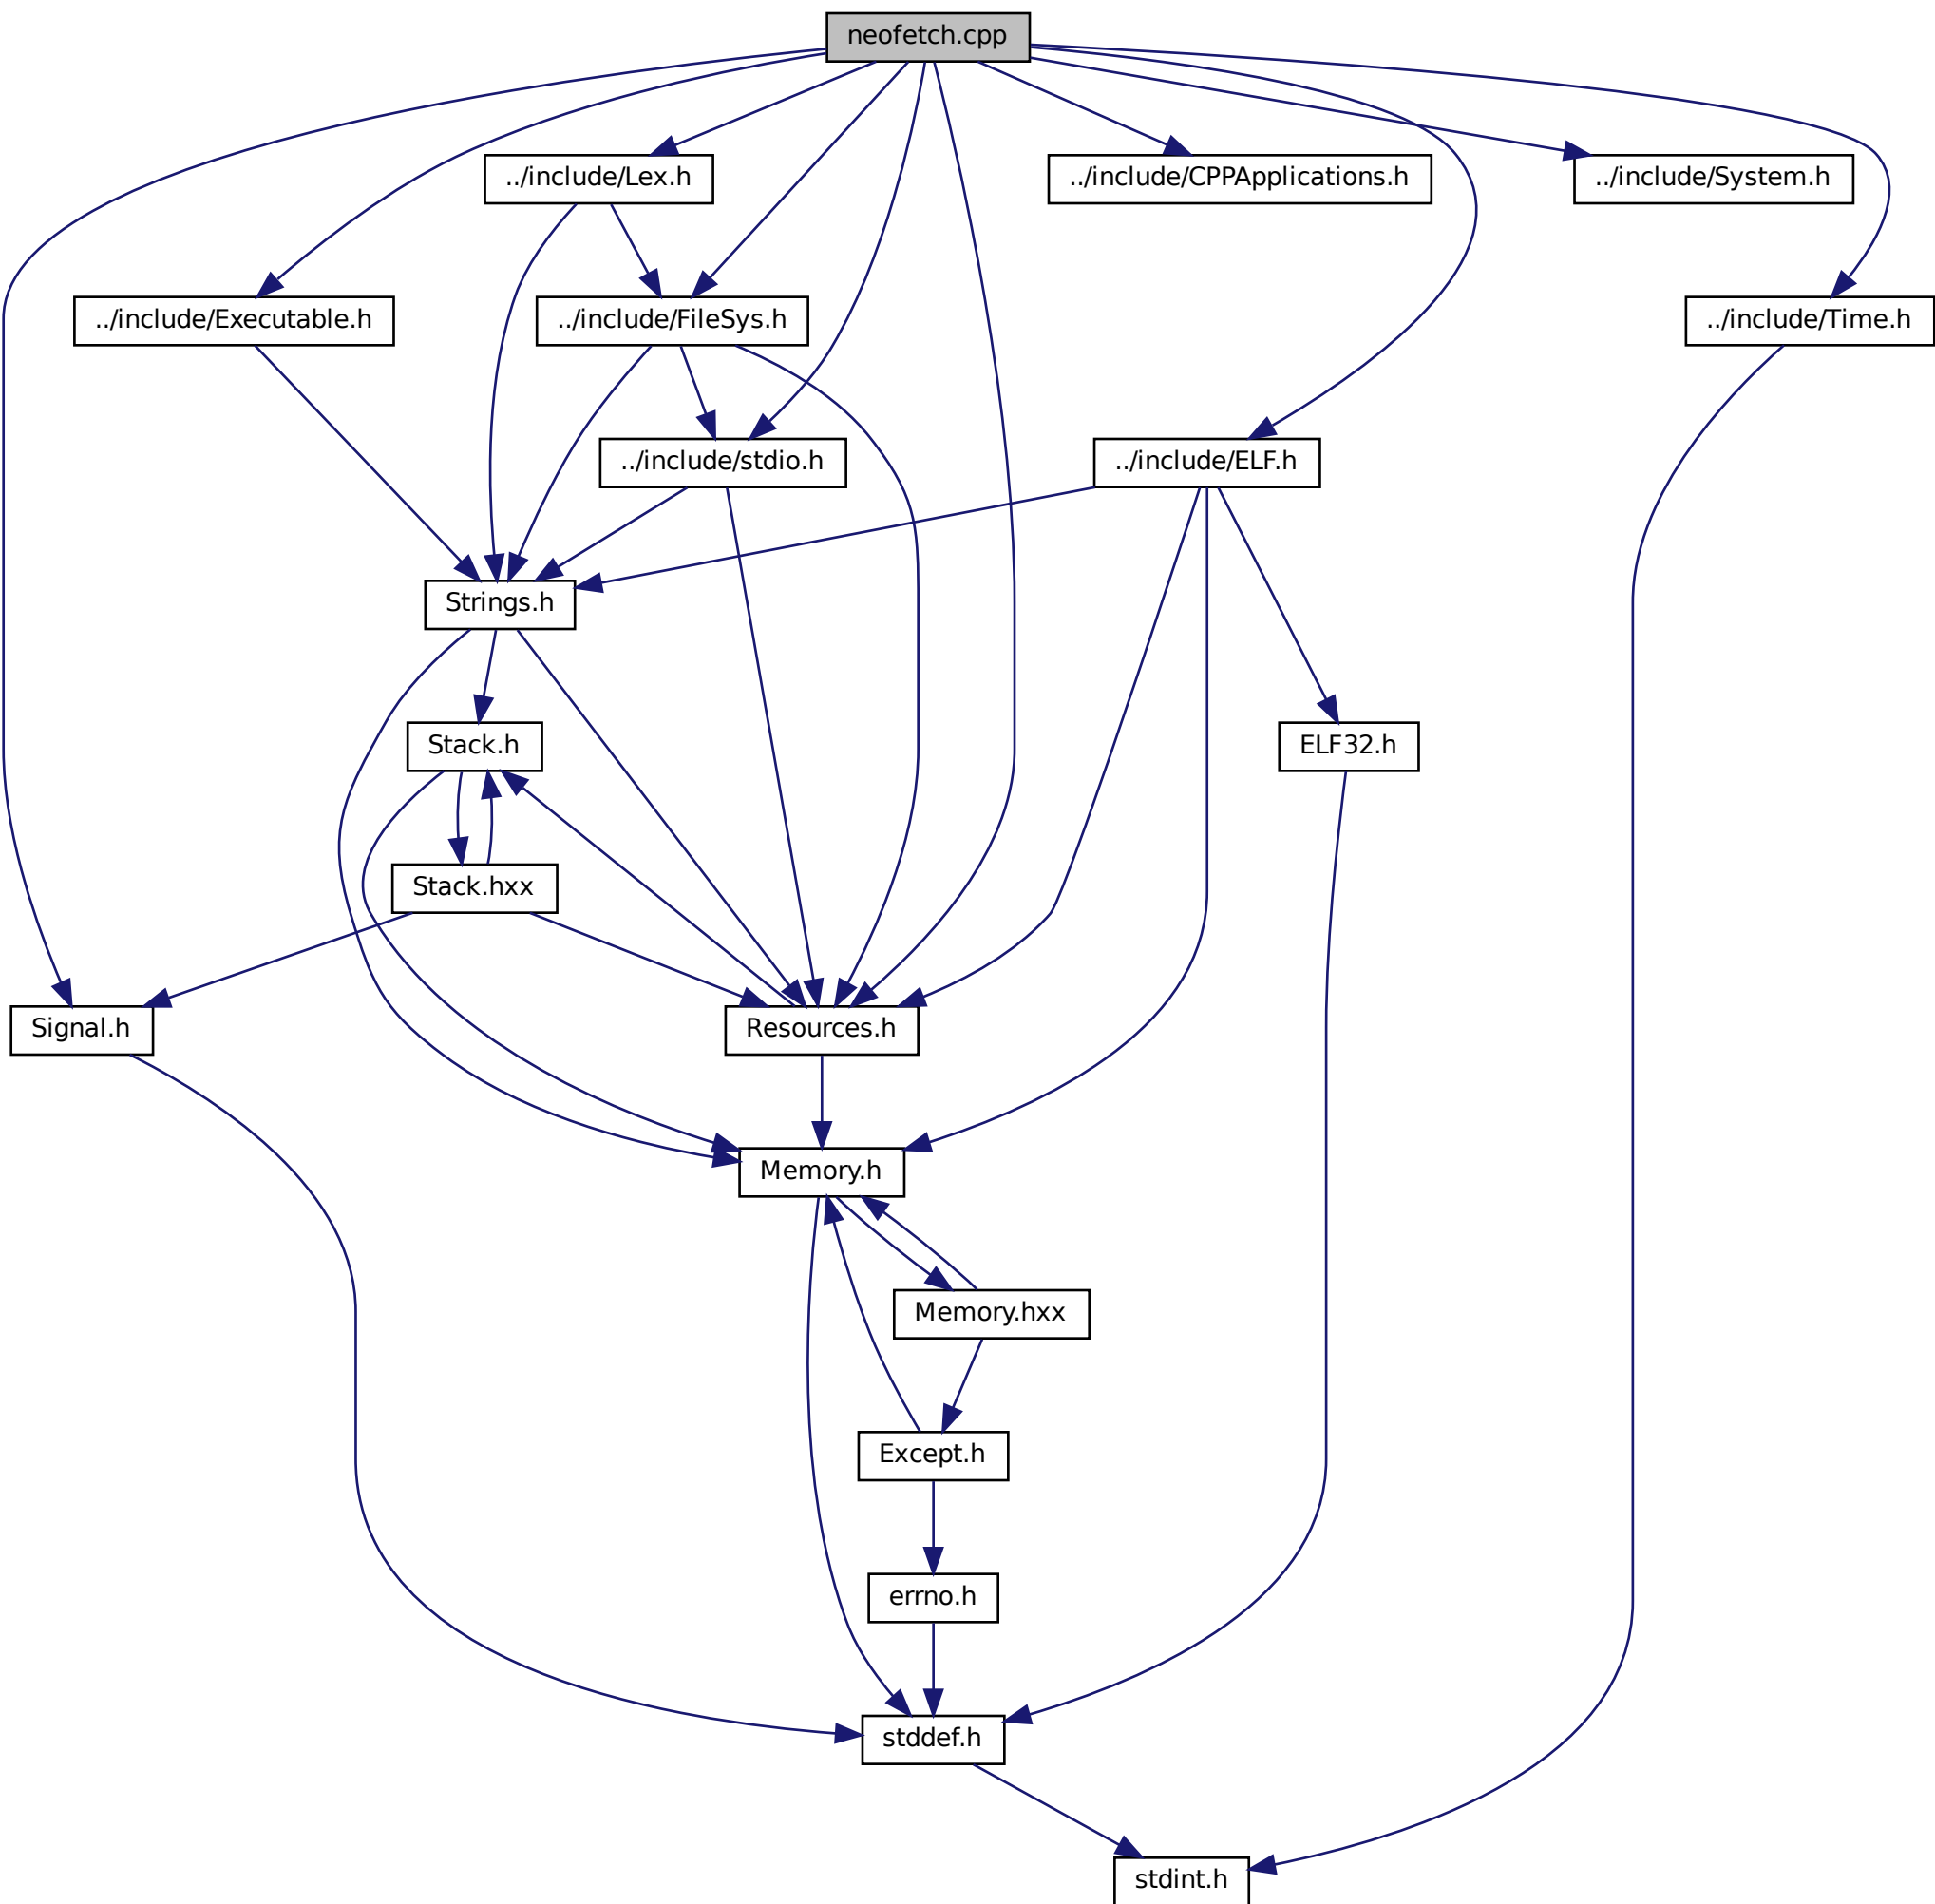 neofetch.cpp
../include/Lex.h
../include/CPPApplications.h
../include/System.h
../include/Executable.h
../include/FileSys.h
../include/Time.h
../include/stdio.h
../include/ELF.h
Strings.h
Stack.h
ELF32.h
Stack.hxx
Signal.h
Resources.h
Memory.h
Memory.hxx
Except.h
errno.h
stddef.h
stdint.h